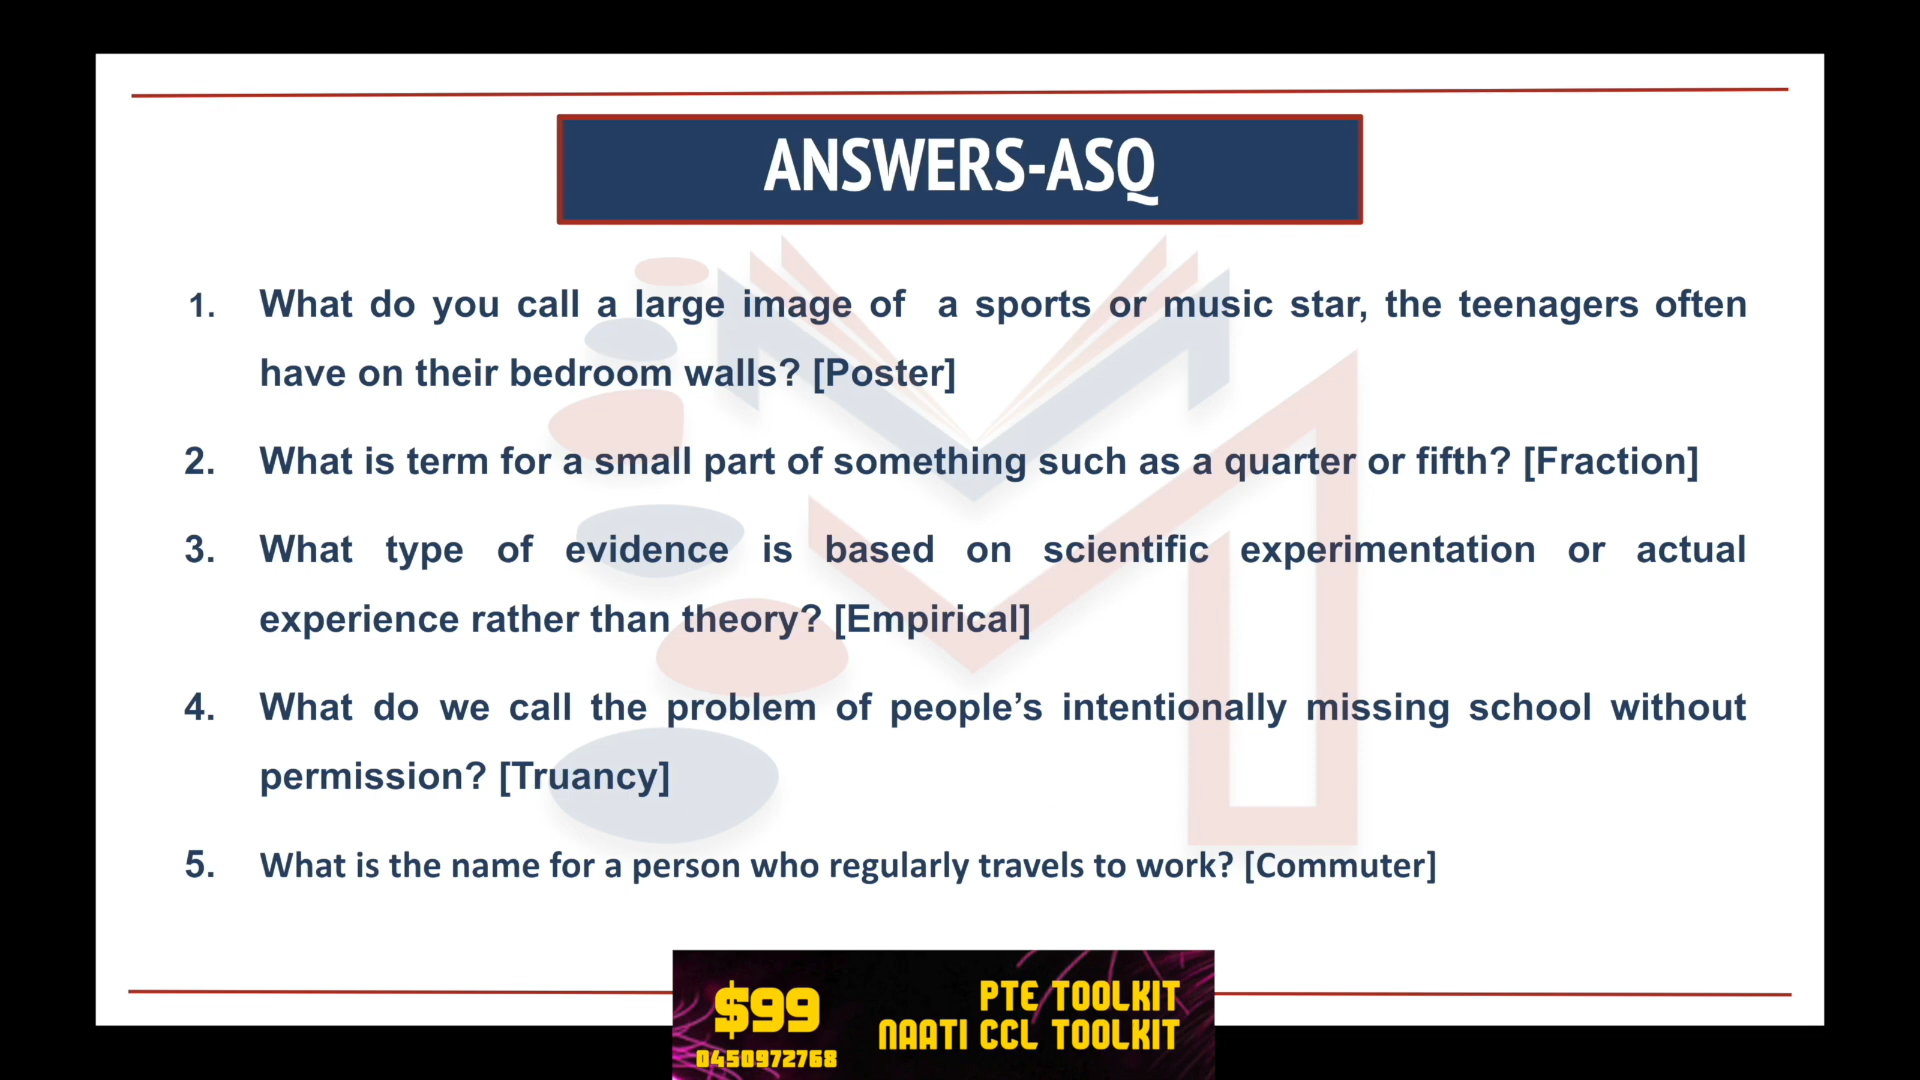 ANSWERS-ASQ
1. What do you call a large image of a sports or music star, the teenagers often
have on their bedroom walls? [Poster]
2. What is term for a small part of something such as a quarter or fifth? [Fraction]
3. What type of evidence is based on scientific experimentation or actual
experience rather than theory? [Empirical]
4. What do we call the problem of people’s intentionally missing school without
permission? [Truancy]
5. What is the name for a person who regularly travels to work? [Commuter]
$99
0450972768
PTE TOOLKIT
NAATI CCL TOOLKIT